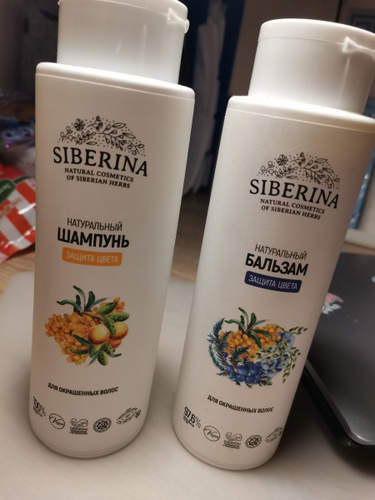 SIBERINA
NATURAL COSMETICS
OF SIBERIAN HERBS
НАТУРАЛЬНЫЙ
ШАМПУНЬ
ЗАЩИТА ЦВЕТА
ДЛЯ ОКРАШЕННЫХ ВОЛОС
SIBERINA
NATURAL COSMETICS
OF SIBERIAN HERBS
НАТУРАЛЬНЫЙ
БАЛЬЗАМ
ЗАЩИТА ЦВЕТА
ДЛЯ ОКРАШЕННЫХ ВОЛОС